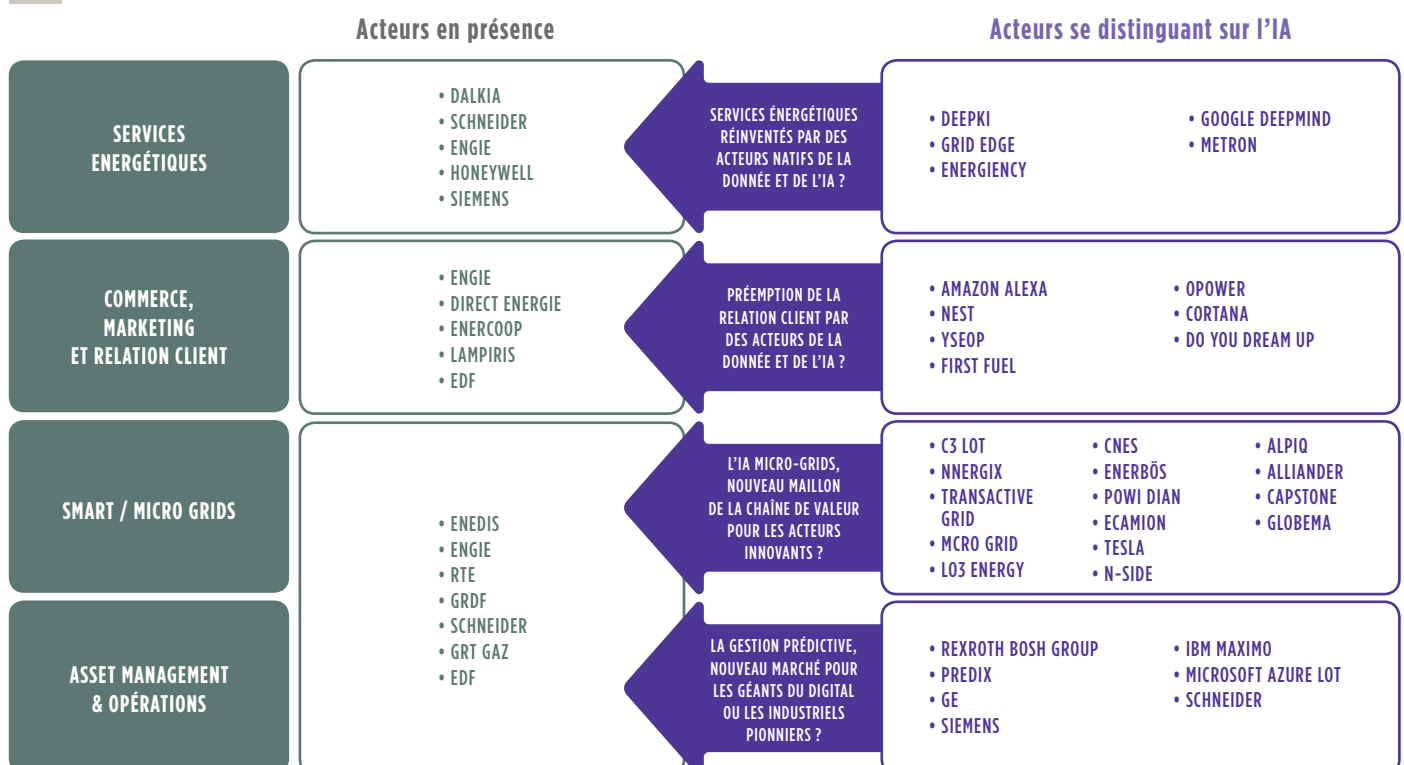 Acteurs en présence
Acteurs se distinguant sur l'IA
SERVICES
ENERGÉTIQUES
• DALKIA
• SCHNEIDER
• ENGIE
• HONEYWELL
• SIEMENS
SERVICES ÉNERGÉTIQUES
RÉINVENTÉS PAR DES
ACTEURS NATIFS DE LA
DONNÉE ET DE L'IA ?
• DEEPKI
• GRID EDGE
• ENERGIENCY
• GOOGLE DEEPMIND
• METRON
COMMERCE,
MARKETING
ET RELATION CLIENT
• ENGIE
• DIRECT ENERGIE
• ENERCOOP
• LAMPIRIS
• EDF
PRÉEMPTION DE LA
RELATION CLIENT PAR
DES ACTEURS DE LA
DONNÉE ET DE L'IA ?
• AMAZON ALEXA
• NEST
• YSEOP
• FIRST FUEL
• OPOWER
• CORTANA
• DO YOU DREAM UP
SMART / MICRO GRIDS
• ENEDIS
• ENGIE
• RTE
• GRDF
• SCHNEIDER
• GRT GAZ
• EDF
L'IA MICRO-GRIDS,
NOUVEAU MAILLON
DE LA CHAÎNE DE VALEUR
POUR LES ACTEURS
INNOVANTS ?
• C3 LOT
• NNERGIX
• TRANSACTIVE
GRID
• MCRO GRID
• LO3 ENERGY
• CNES
• ENERBÖS
• POWI DIAN
• ECAMION
• TESLA
• N-SIDE
• ALPIQ
• ALLIANDER
• CAPSTONE
• GLOBEMA
ASSET MANAGEMENT
& OPÉRATIONS
LA GESTION PRÉDICTIVE,
NOUVEAU MARCHÉ POUR
LES GÉANTS DU DIGITAL
OU LES INDUSTRIELS
PIONNIERS ?
• REXROTH BOSH GROUP
• PREDIX
• GE
• SIEMENS
• IBM MAXIMO
• MICROSOFT AZURE LOT
• SCHNEIDER